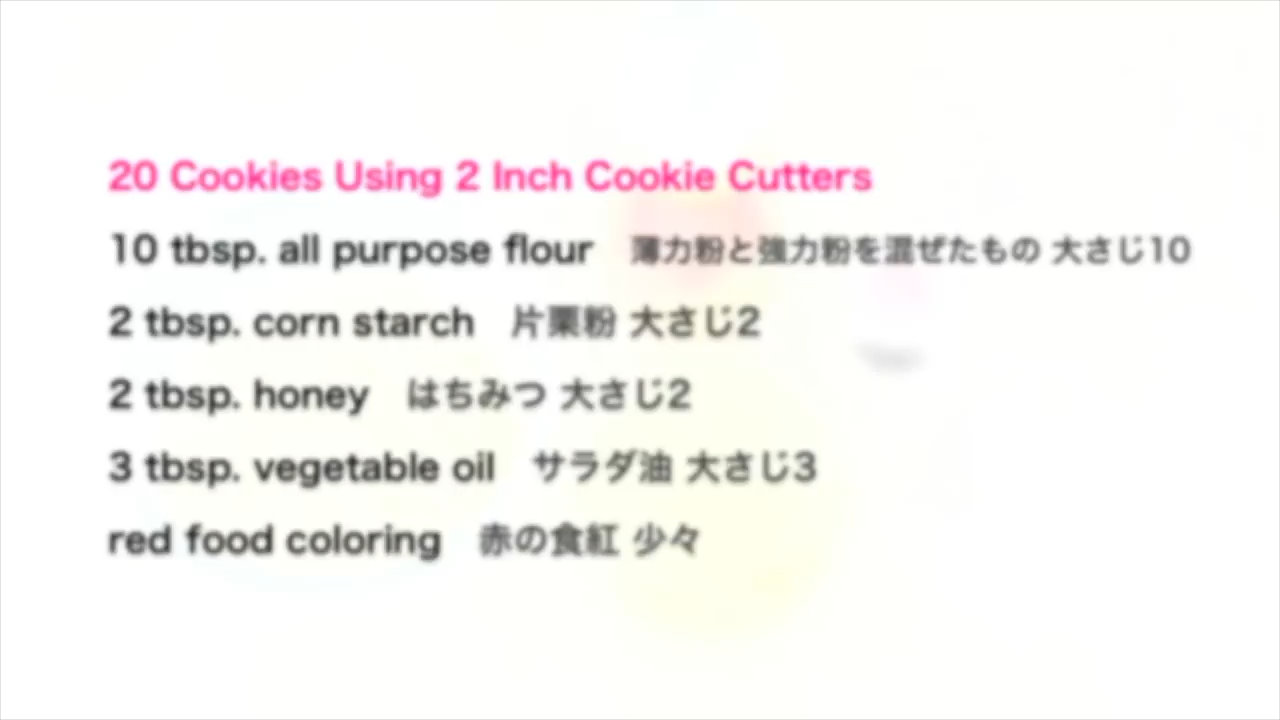 20 Cookies Using 2 Inch Cookie Cutters
10 tbsp. all purpose flour 薄力粉と強力粉を混ぜたもの 大さじ10
2 tbsp. corn starch 片栗粉 大さじ2
2 tbsp. honey はちみつ 大さじ2
3 tbsp. vegetable oil サラダ油 大さじ3
red food coloring 赤の食紅 少々